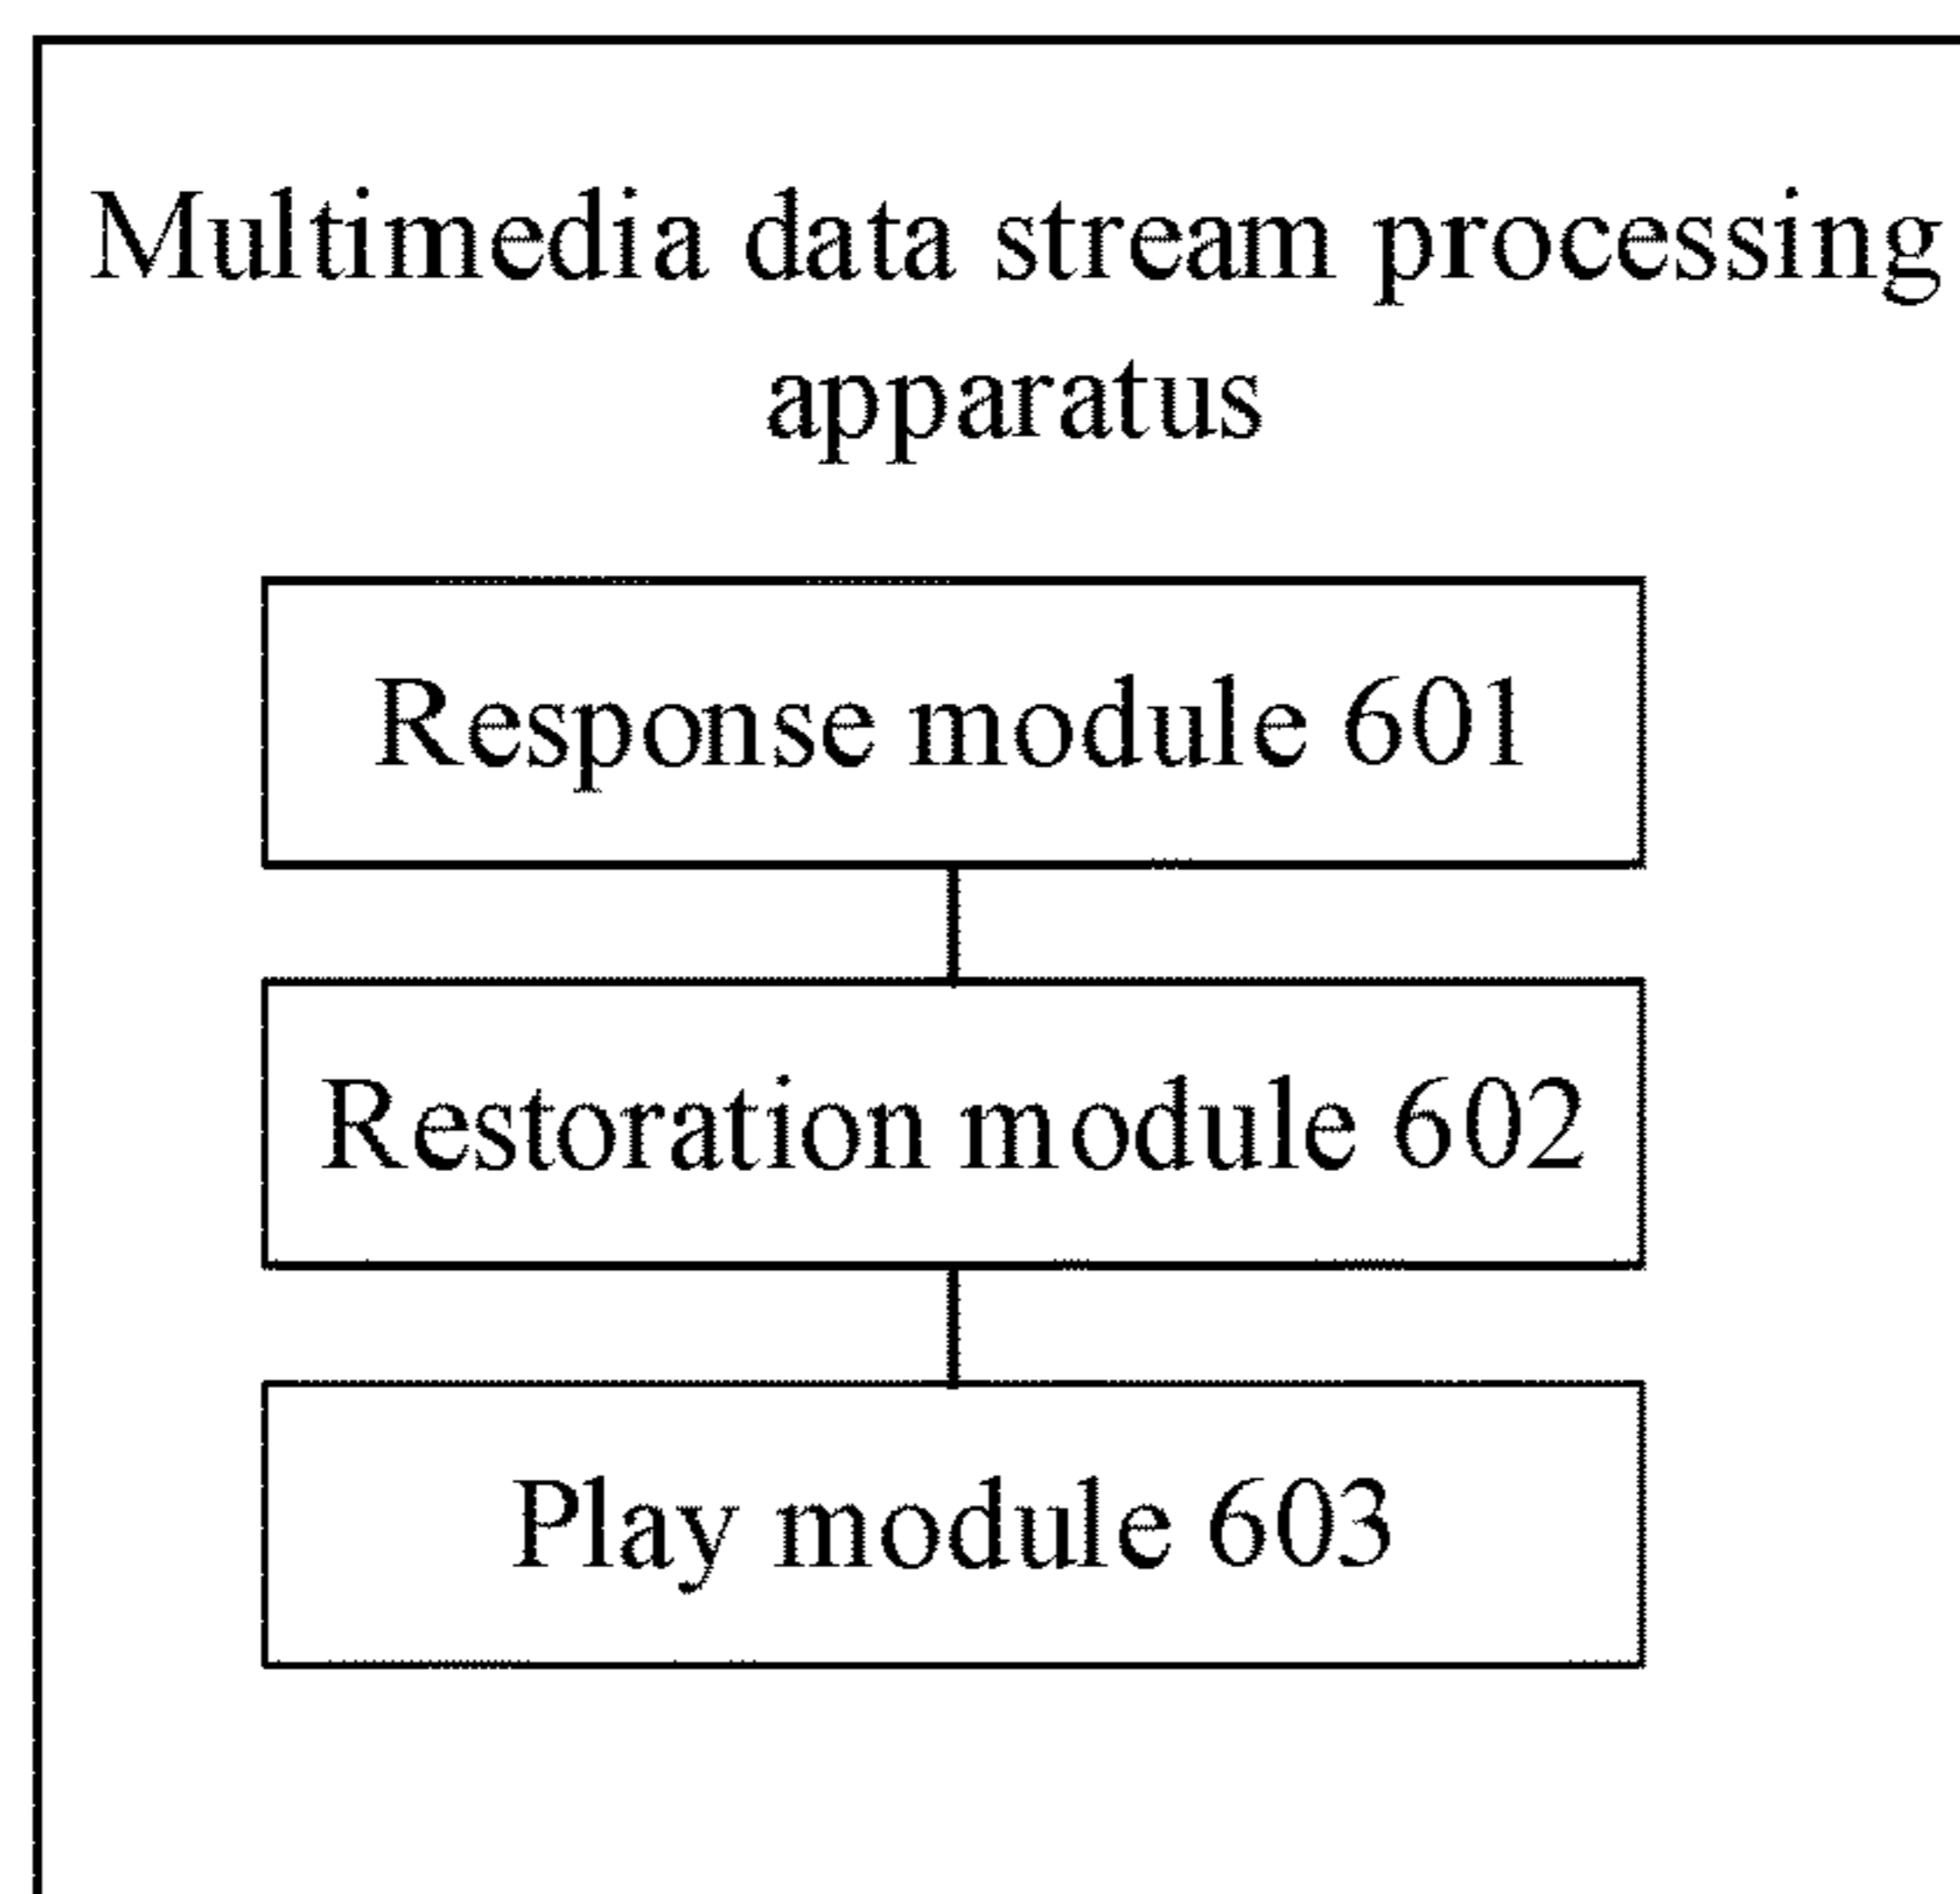 Multimedia data stream processing
apparatus
Response module 601
Restoration module 602
Play module 603